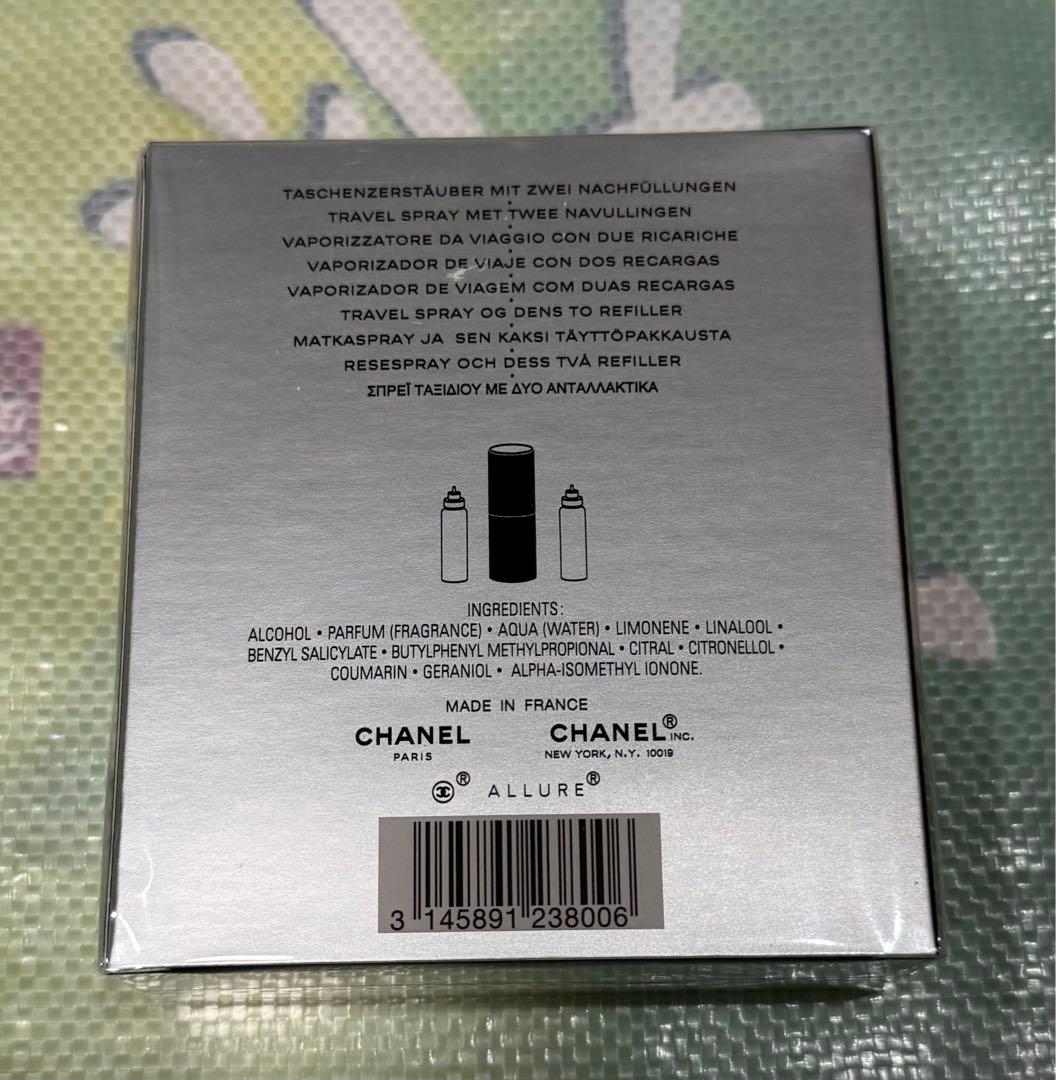 TASCHENZERSTÄUBER MIT ZWEI NACHFÜLLUNGEN
TRAVEL SPRAY MET TWEE NAVULLINGEN
VAPORIZZATORE DA VIAGGIO CON DUE RICARICHE
VAPORIZADOR DE VIAJE CON DOS RECARGAS
VAPORIZADOR DE VIAGEM COM DUAS RECARGAS
TRAVEL SPRAY OG DENS TO REFILLER
MATKASPRAY JA SEN KAKSI TÄYTTÖPAKKAUSTA
RESESPRAY OCH DESS TVÅ REFILLER
ΣΠΡΕΪ ΤΑΞΙΔΙΟΥ ΜΕ ΔΥΟ ΑΝΤΑΛΛΑΚΤΙΚΑ
INGREDIENTS:
ALCOHOL • PARFUM (FRAGRANCE) • AQUA (WATER) • LIMONENE • LINALOOL •
BENZYL SALICYLATE • BUTYLPHENYL METHYLPROPIONAL • CITRAL • CITRONELLOL •
COUMARIN • GERANIOL • ALPHA-ISOMETHYL IONONE.
MADE IN FRANCE
CHANEL CHANEL® INC.
PARIS NEW YORK, N.Y. 10019
® ALLURE®
3 145891 238006